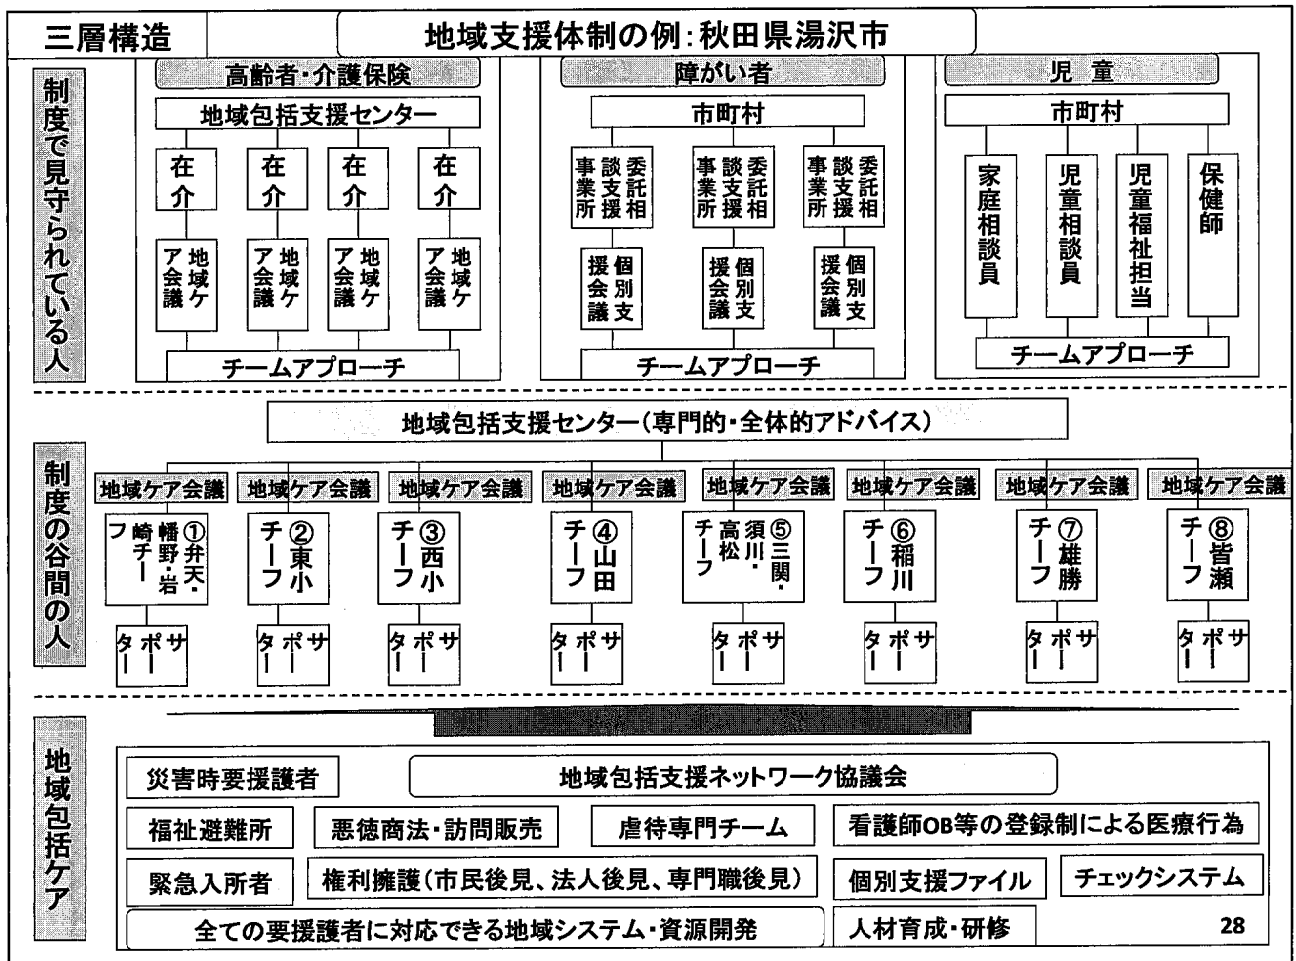 三層構造
地域支援体制の例:秋田県湯沢市
制度で見守られている人
高齢者・介護保険
地域包括支援センター
在介
在介
在介
在介
地域ケア会議
地域ケア会議
地域ケア会議
地域ケア会議
チームアプローチ
障がい者
市町村
委託相談支援事業所
委託相談支援事業所
委託相談支援事業所
個別支援会議
個別支援会議
個別支援会議
チームアプローチ
児童
市町村
家庭相談員
児童相談員
児童福祉担当
保健師
チームアプローチ
制度の谷間の人
地域包括支援センター(専門的・全体的アドバイス)
地域ケア会議
地域ケア会議
地域ケア会議
地域ケア会議
地域ケア会議
地域ケア会議
地域ケア会議
地域ケア会議
①弁天・幡野・岩崎チーフ
②東小チーフ
③西小チーフ
④山田チーフ
⑤三関・須川・高松チーフ
⑥稲川チーフ
⑦雄勝チーフ
⑧皆瀬チーフ
サポーター
サポーター
サポーター
サポーター
サポーター
サポーター
サポーター
サポーター
地域包括ケア
災害時要援護者
地域包括支援ネットワーク協議会
福祉避難所
悪徳商法・訪問販売
虐待専門チーム
看護師OB等の登録制による医療行為
緊急入所者
権利擁護(市民後見、法人後見、専門職後見)
個別支援ファイル
チェックシステム
全ての要援護者に対応できる地域システム・資源開発
人材育成・研修
28